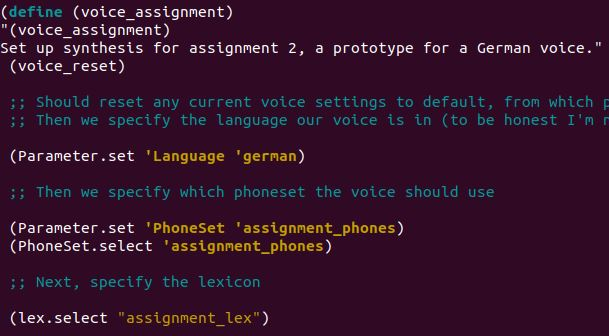 (define (voice_assignment)
"(voice_assignment)
Set up synthesis for assignment 2, a prototype for a German voice."
(voice_reset)
;; Should reset any current voice settings to default, from which
;; Then we specify the language our voice is in (to be honest I'm
(Parameter.set 'Language 'german)
;; Then we specify which phoneset the voice should use
(Parameter.set 'PhoneSet 'assignment_phones)
(PhoneSet.select 'assignment_phones)
;; Next, specify the lexicon
(lex.select "assignment_lex")